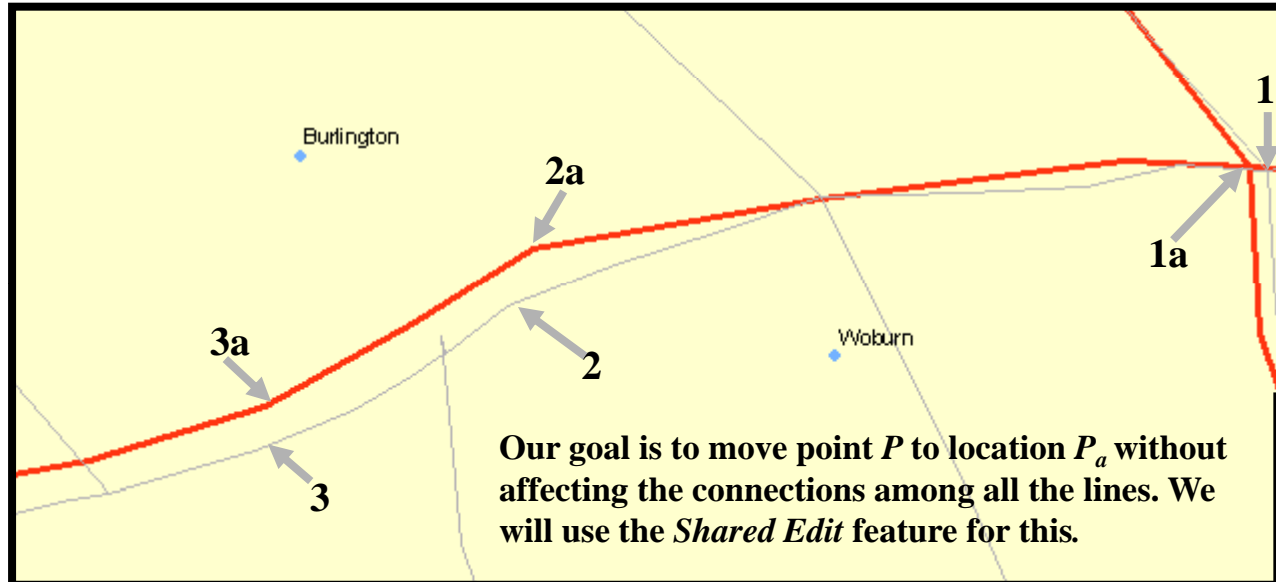 1
Burlington
2a
1a
3a
Woburn
2
3
Our goal is to move point P to location Pa without
affecting the connections among all the lines. We
will use the Shared Edit feature for this.